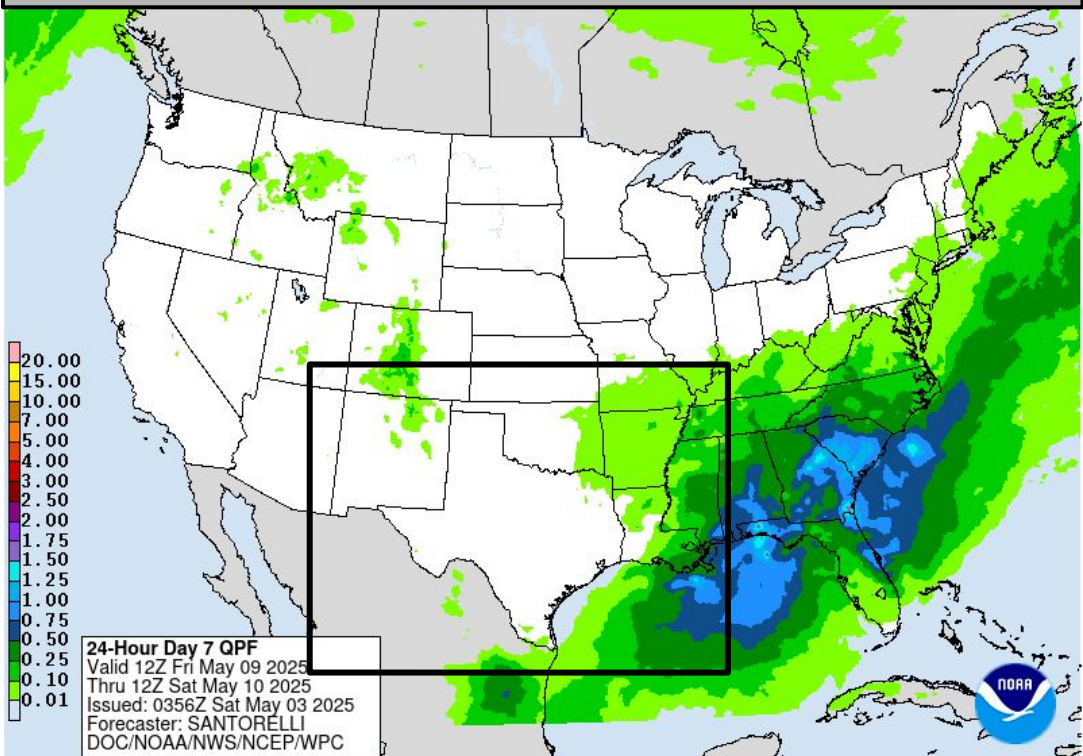 20.00
15.00
10.00
7.00
5.00
4.00
3.00
2.50
2.00
1.75
1.50
1.25
1.00
0.75
0.50
0.25
0.10
0.01
24-Hour Day 7 QPF
Valid 12Z Fri May 09 2025
Thru 12Z Sat May 10 2025
Issued: 0356Z Sat May 03 2025
Forecaster: SANTORELLI
DOC/NOAA/NWS/NCEP/WPC
NOAA